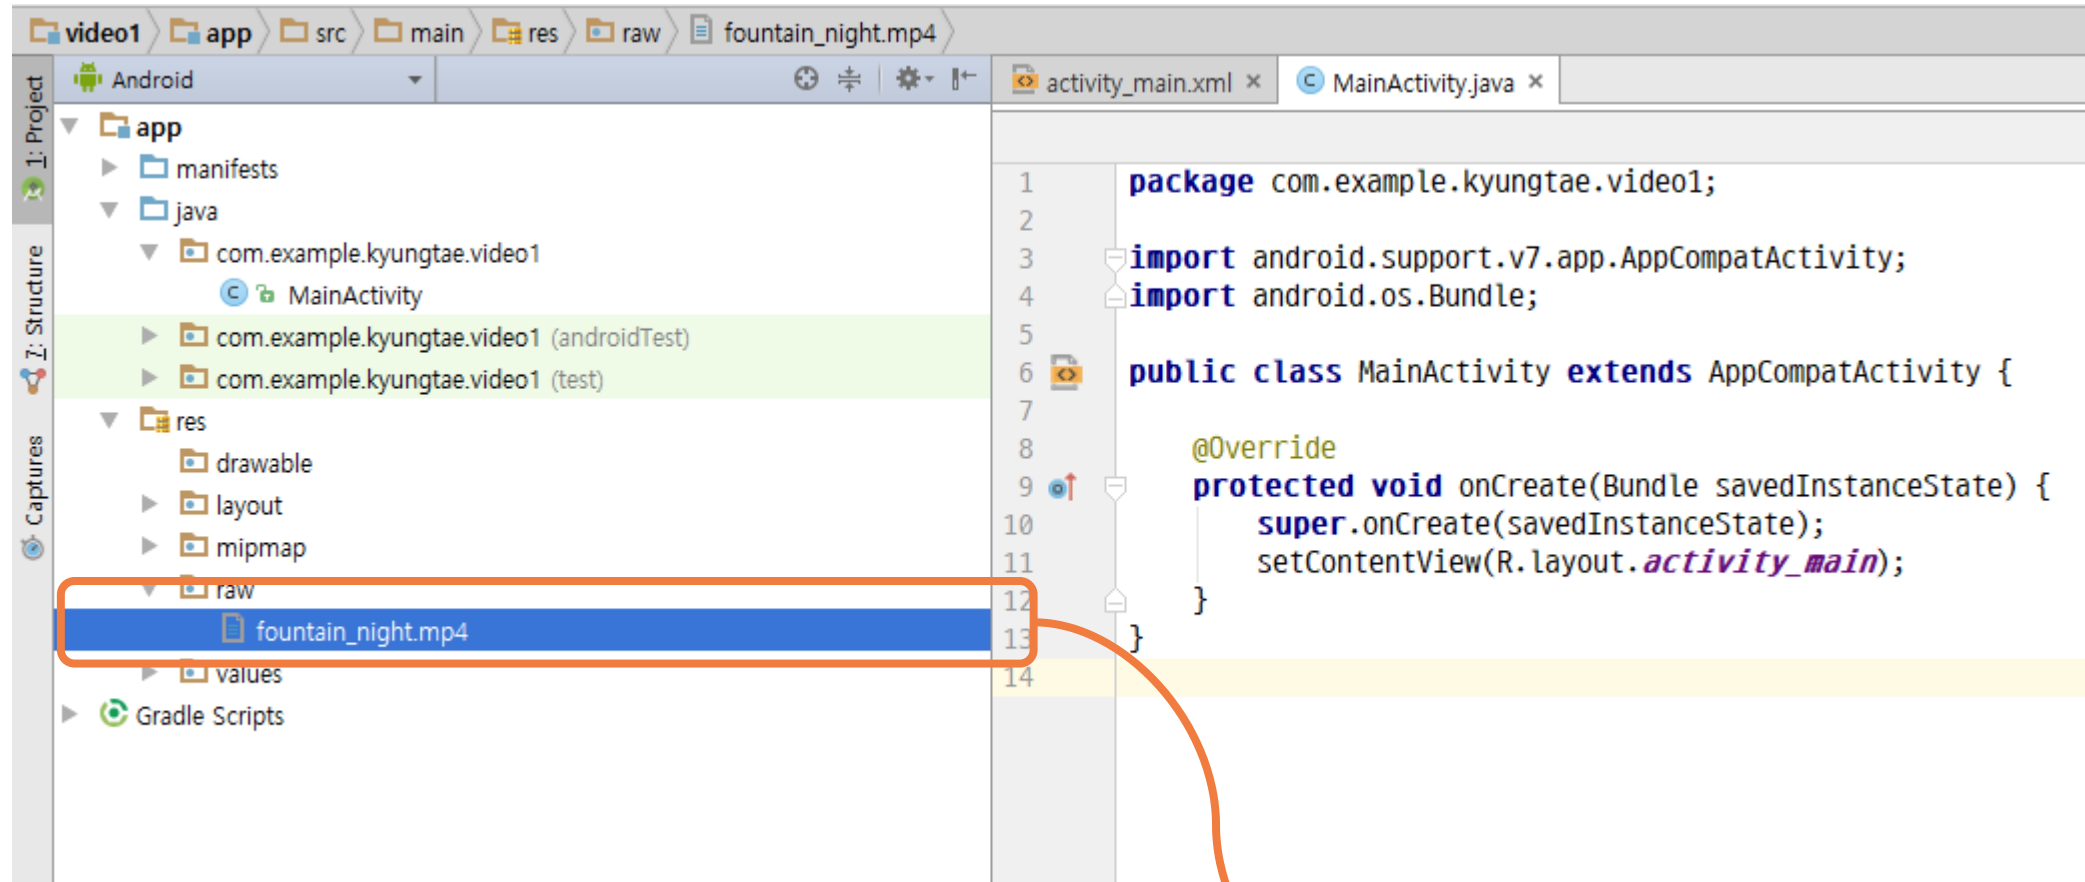 video1 app src main res raw fountain_night.mp4
Android
1: Project
7: Structure
Captures
app
manifests
java
com.example.kyungtae.video1
MainActivity
com.example.kyungtae.video1 (androidTest)
com.example.kyungtae.video1 (test)
res
drawable
layout
mipmap
raw
fountain_night.mp4
values
Gradle Scripts
activity_main.xml MainActivity.java
1 package com.example.kyungtae.video1;
2
3 import android.support.v7.app.AppCompatActivity;
4 import android.os.Bundle;
5
6 public class MainActivity extends AppCompatActivity {
7
8 @Override
9 protected void onCreate(Bundle savedInstanceState) {
10 super.onCreate(savedInstanceState);
11 setContentView(R.layout.activity_main);
12 }
13 }
14